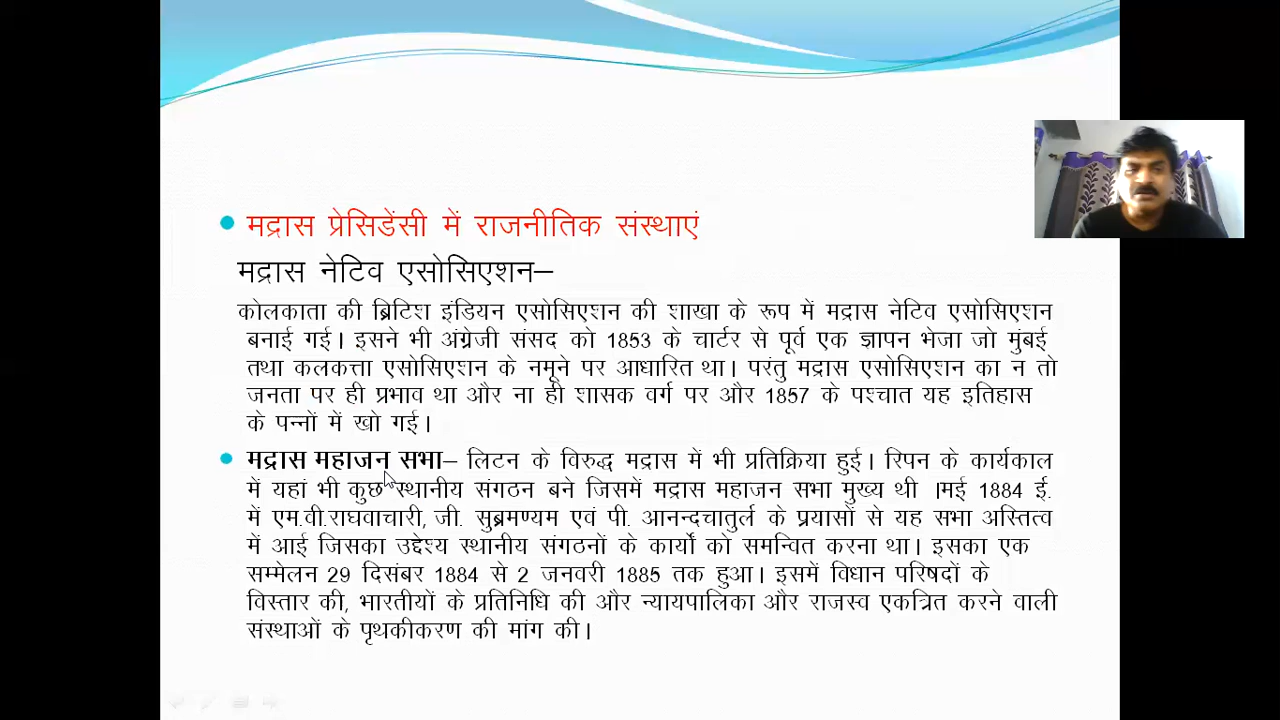 मद्रास प्रेसिडेंसी में राजनीतिक संस्थाएं
मद्रास नेटिव एसोसिएशन–
कोलकाता की ब्रिटिश इंडियन एसोसिएशन की शाखा के रूप में मद्रास नेटिव एसोसिएशन
बनाई गई। इसने भी अंग्रेजी संसद को 1853 के चार्टर से पूर्व एक ज्ञापन भेजा जो मुंबई
तथा कलकत्ता एसोसिएशन के नमूने पर आधारित था। परंतु मद्रास एसोसिएशन का न तो
जनता पर ही प्रभाव था और ना ही शासक वर्ग पर और 1857 के पश्चात यह इतिहास
के पन्नों में खो गई।
मद्रास महाजन सभा– लिटन के विरुद्ध मद्रास में भी प्रतिक्रिया हुई। रिपन के कार्यकाल
में यहां भी कुछ स्थानीय संगठन बने जिसमें मद्रास महाजन सभा मुख्य थी ।मई 1884 ई.
में एम.वी.राघवाचारी, जी. सुब्रमण्यम एवं पी. आनन्दचातुर्ल के प्रयासों से यह सभा अस्तित्व
में आई जिसका उद्देश्य स्थानीय संगठनों के कार्यों को समन्वित करना था। इसका एक
सम्मेलन 29 दिसंबर 1884 से 2 जनवरी 1885 तक हुआ। इसमें विधान परिषदों के
विस्तार की, भारतीयों के प्रतिनिधि की और न्यायपालिका और राजस्व एकत्रित करने वाली
संस्थाओं के पृथकीकरण की मांग की।